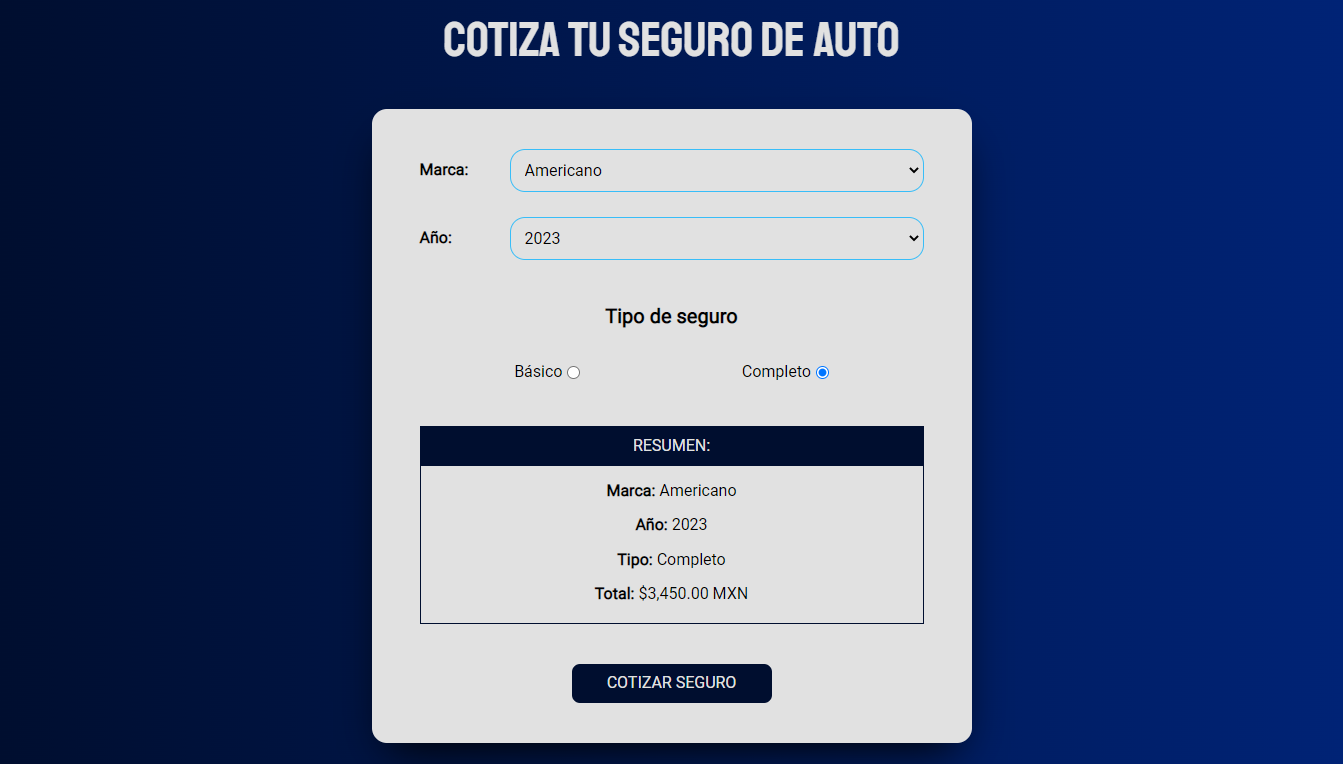 COTIZA TU SEGURO DE AUTO
Marca: Americano
Año: 2023
Tipo de seguro
Básico Completo
RESUMEN:
Marca: Americano
Año: 2023
Tipo: Completo
Total: $3,450.00 MXN
COTIZAR SEGURO